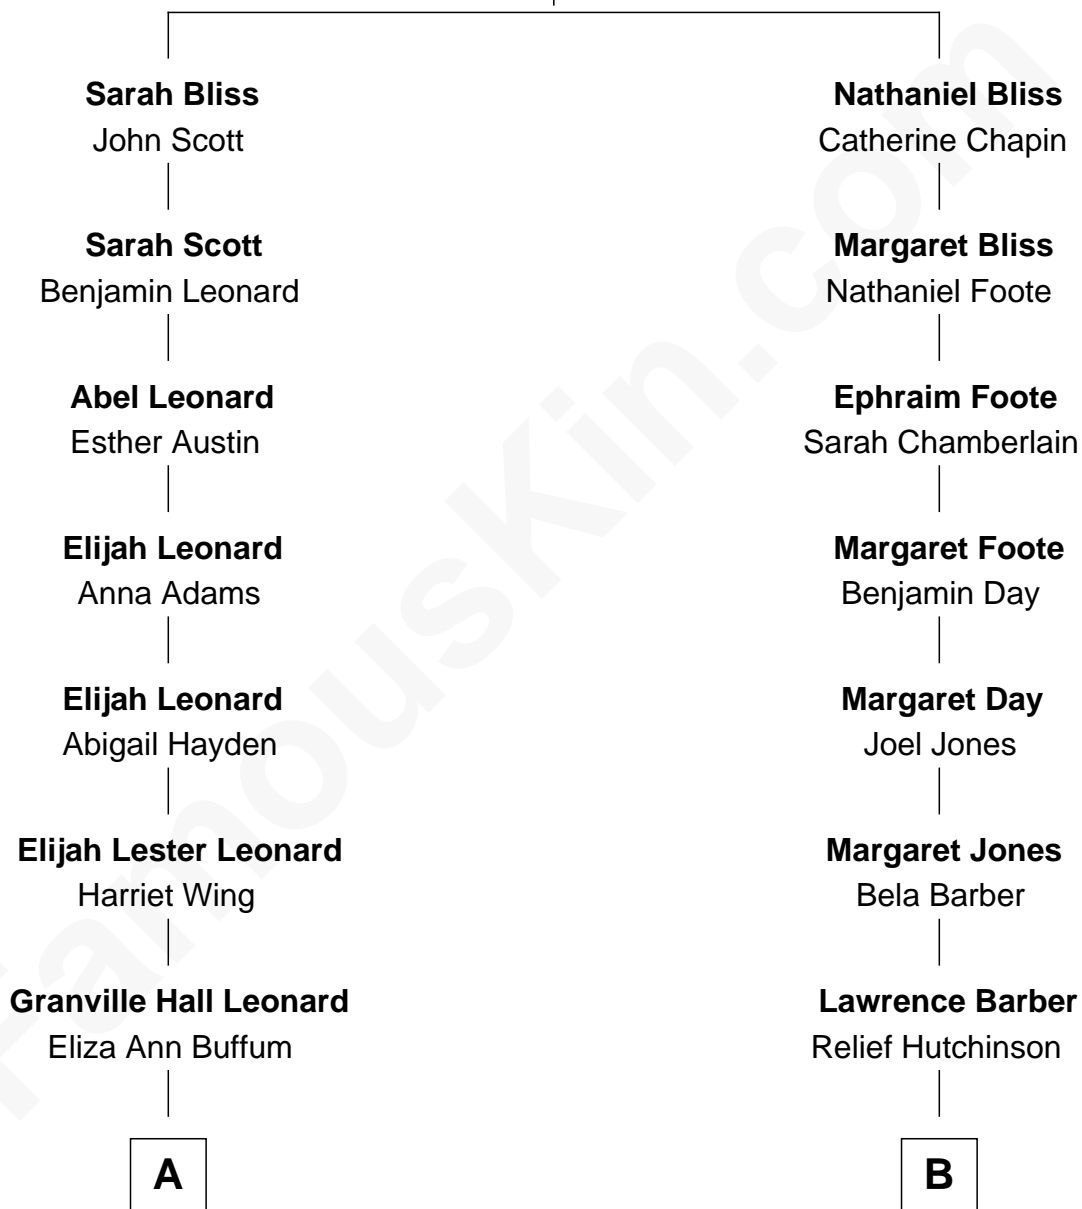 Sarah Bliss
John Scott
Nathaniel Bliss
Catherine Chapin
Sarah Scott
Benjamin Leonard
Margaret Bliss
Nathaniel Foote
Abel Leonard
Esther Austin
Ephraim Foote
Sarah Chamberlain
Elijah Leonard
Anna Adams
Margaret Foote
Benjamin Day
Elijah Leonard
Abigail Hayden
Margaret Day
Joel Jones
Elijah Lester Leonard
Harriet Wing
Margaret Jones
Bela Barber
Granville Hall Leonard
Eliza Ann Buffum
Lawrence Barber
Relief Hutchinson
A
B
FamousKin.com